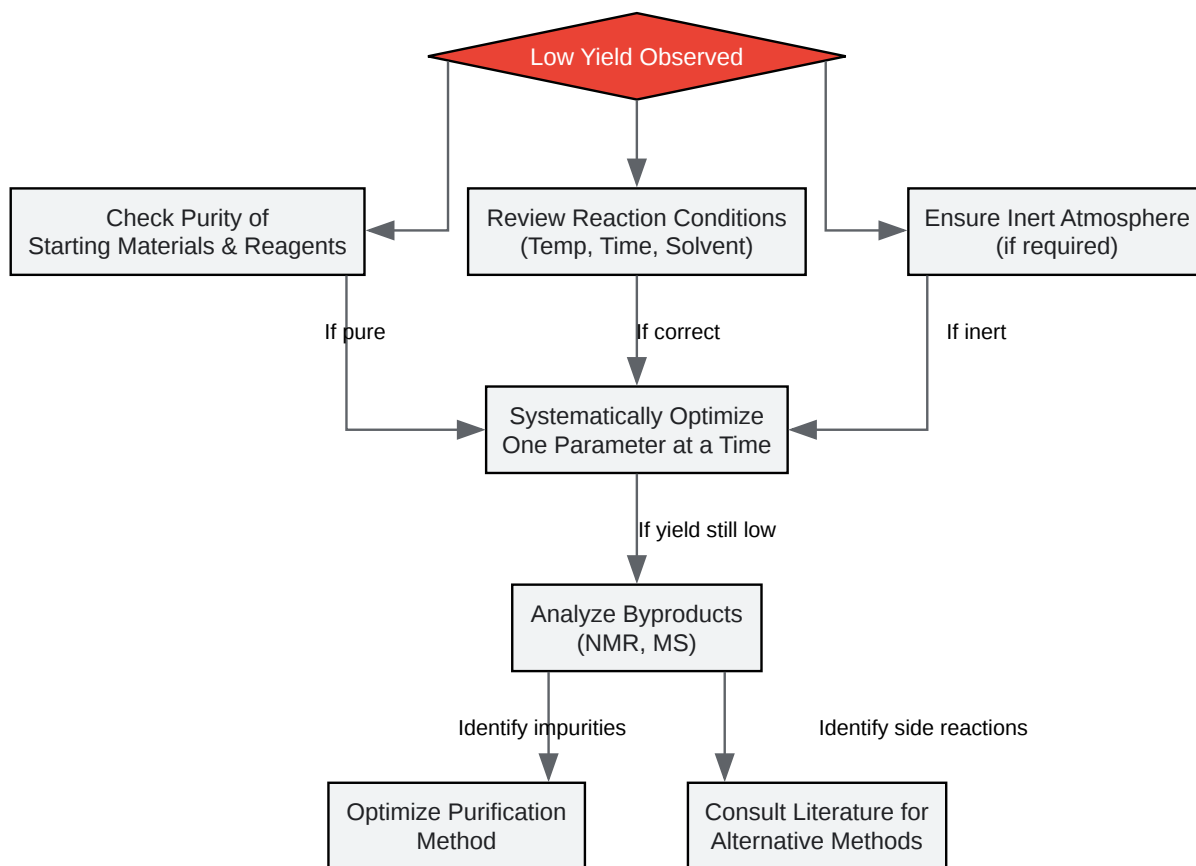 Low Yield Observed
Check Purity of
Starting Materials & Reagents
Review Reaction Conditions
(Temp, Time, Solvent)
Ensure Inert Atmosphere
(if required)
If pure
If correct
If inert
Systematically Optimize
One Parameter at a Time
If yield still low
Analyze Byproducts
(NMR, MS)
Identify impurities
Identify side reactions
Optimize Purification
Method
Consult Literature for
Alternative Methods